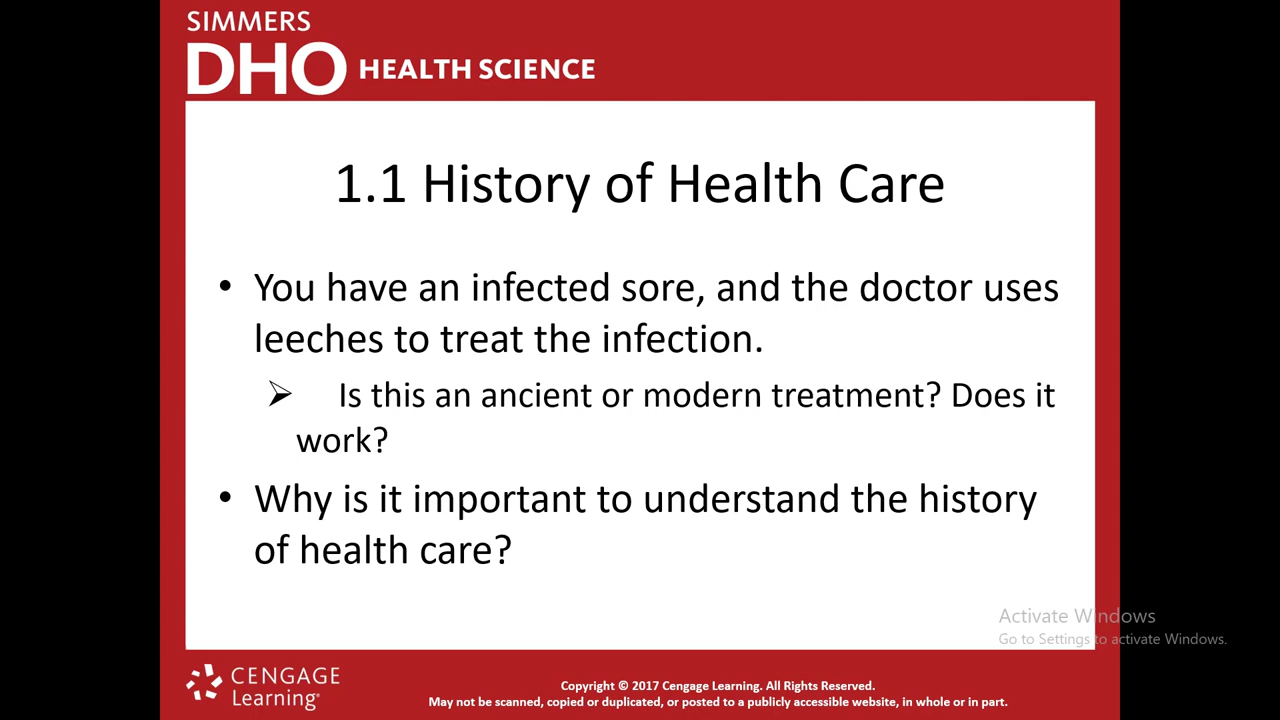 SIMMERS
DHO HEALTH SCIENCE
1.1 History of Health Care
• You have an infected sore, and the doctor uses
leeches to treat the infection.
➢ Is this an ancient or modern treatment? Does it
work?
• Why is it important to understand the history
of health care?
Activate Windows
Go to Settings to activate Windows.
CENGAGE
Learning®
Copyright © 2017 Cengage Learning. All Rights Reserved.
May not be scanned, copied or duplicated, or posted to a publicly accessible website, in whole or in part.